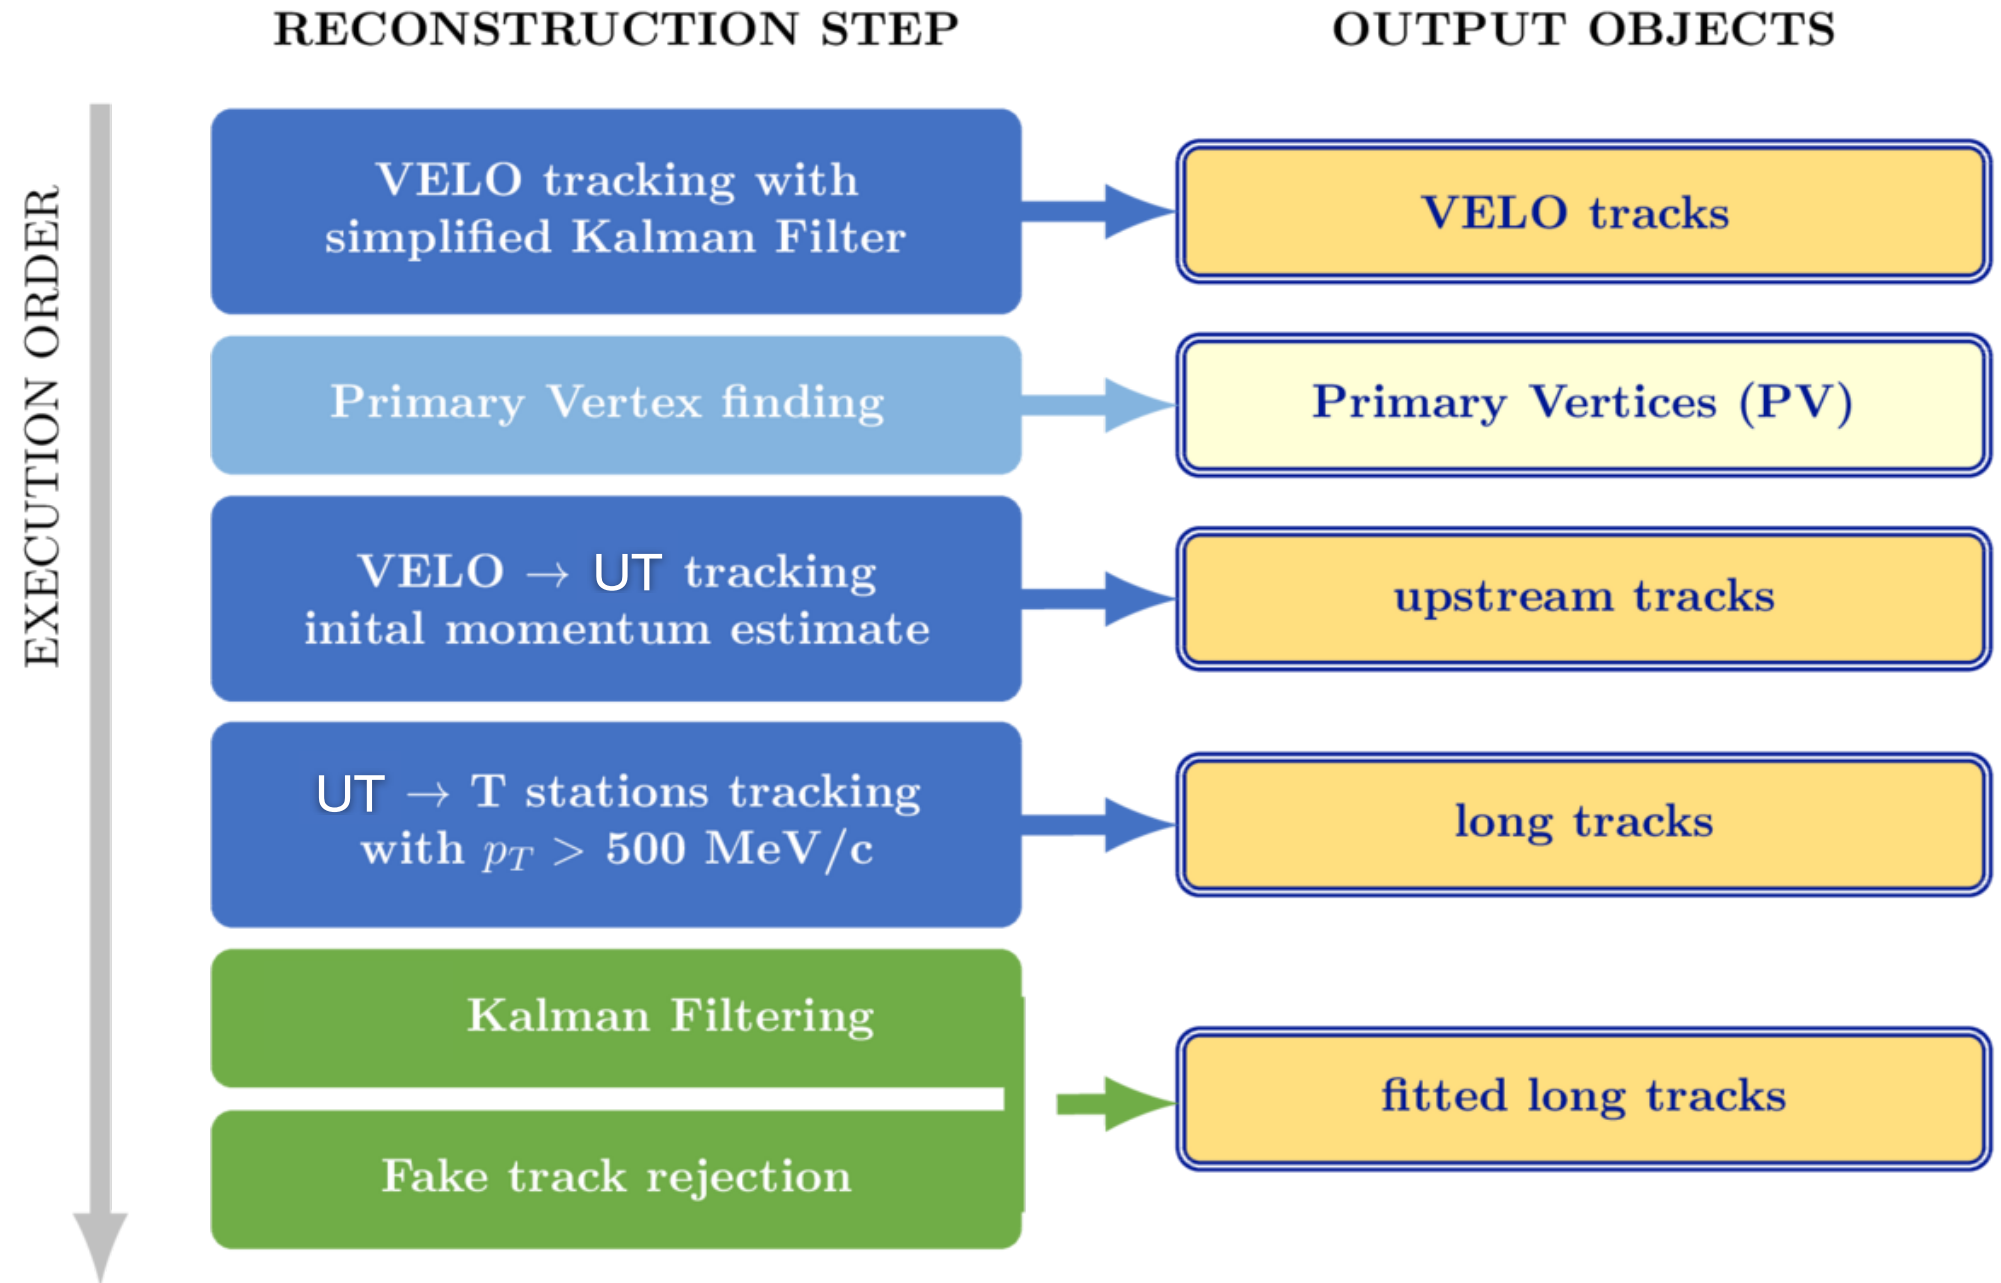 RECONSTRUCTION STEP
OUTPUT OBJECTS
EXECUTION ORDER
VELO tracking with
simplified Kalman Filter
VELO tracks
Primary Vertex finding
Primary Vertices (PV)
VELO → UT tracking
inital momentum estimate
upstream tracks
UT → T stations tracking
with p_T > 500 MeV/c
long tracks
Kalman Filtering
Fake track rejection
fitted long tracks